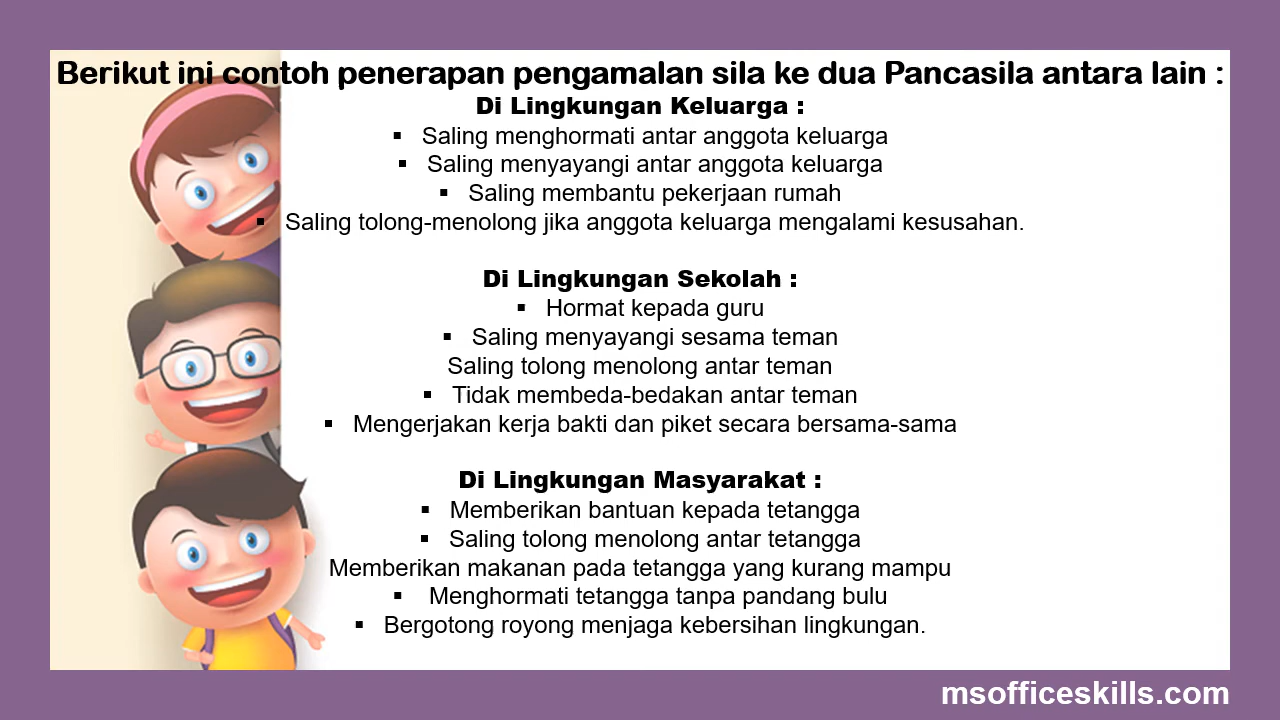 Berikut ini contoh penerapan pengamalan sila ke dua Pancasila antara lain :
Di Lingkungan Keluarga :
▪ Saling menghormati antar anggota keluarga
▪ Saling menyayangi antar anggota keluarga
▪ Saling membantu pekerjaan rumah
▪ Saling tolong-menolong jika anggota keluarga mengalami kesusahan.
Di Lingkungan Sekolah :
▪ Hormat kepada guru
▪ Saling menyayangi sesama teman
Saling tolong menolong antar teman
▪ Tidak membeda-bedakan antar teman
▪ Mengerjakan kerja bakti dan piket secara bersama-sama
Di Lingkungan Masyarakat :
▪ Memberikan bantuan kepada tetangga
▪ Saling tolong menolong antar tetangga
Memberikan makanan pada tetangga yang kurang mampu
▪ Menghormati tetangga tanpa pandang bulu
▪ Bergotong royong menjaga kebersihan lingkungan.
msofficeskills.com